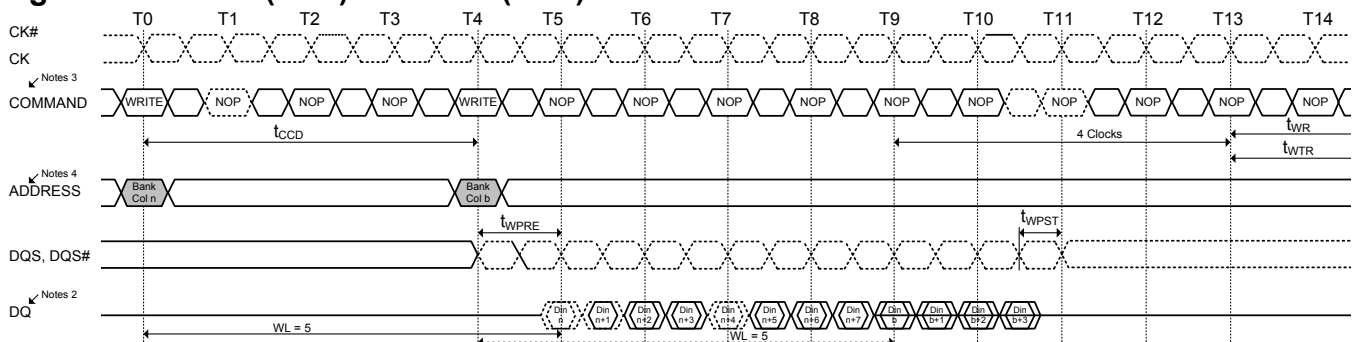 T0 T1 T2 T3 T4 T5 T6 T7 T8 T9 T10 T11 T12 T13 T14
CK#
CK
Notes 3
COMMAND WRITE NOP NOP NOP WRITE NOP NOP NOP NOP NOP NOP NOP NOP NOP NOP
tCCD 4 Clocks tWR
tWTR
Notes 4
ADDRESS Bank Col n Bank Col b
tWPRE tWPST
DQS, DQS#
Notes 2
DQ Din n Din n+1 Din n+2 Din n+3 Din n+4 Din n+5 Din n+6 Din n+7 Din b Din b+1 Din b+2 Din b+3
WL = 5 WL = 5